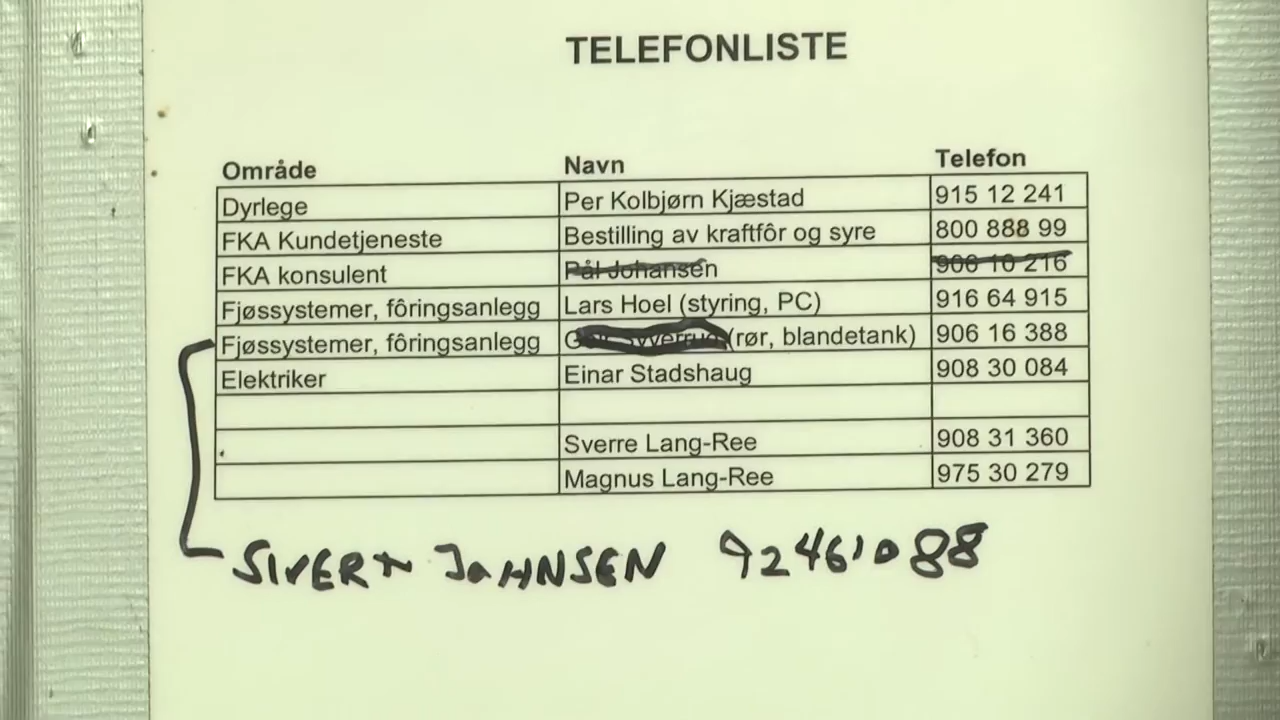 TELEFONLISTE
Område Navn Telefon
Dyrlege Per Kolbjørn Kjæstad 915 12 241
FKA Kundetjeneste Bestilling av kraftfôr og syre 800 888 99
FKA konsulent Pål Johansen 906 10 216
Fjøssystemer, fôringsanlegg Lars Hoel (styring, PC) 916 64 915
Fjøssystemer, fôringsanlegg (rør, blandetank) 906 16 388
Elektriker Einar Stadshaug 908 30 084
Sverre Lang-Ree 908 31 360
Magnus Lang-Ree 975 30 279
SIVERT JOHNSEN 92461088